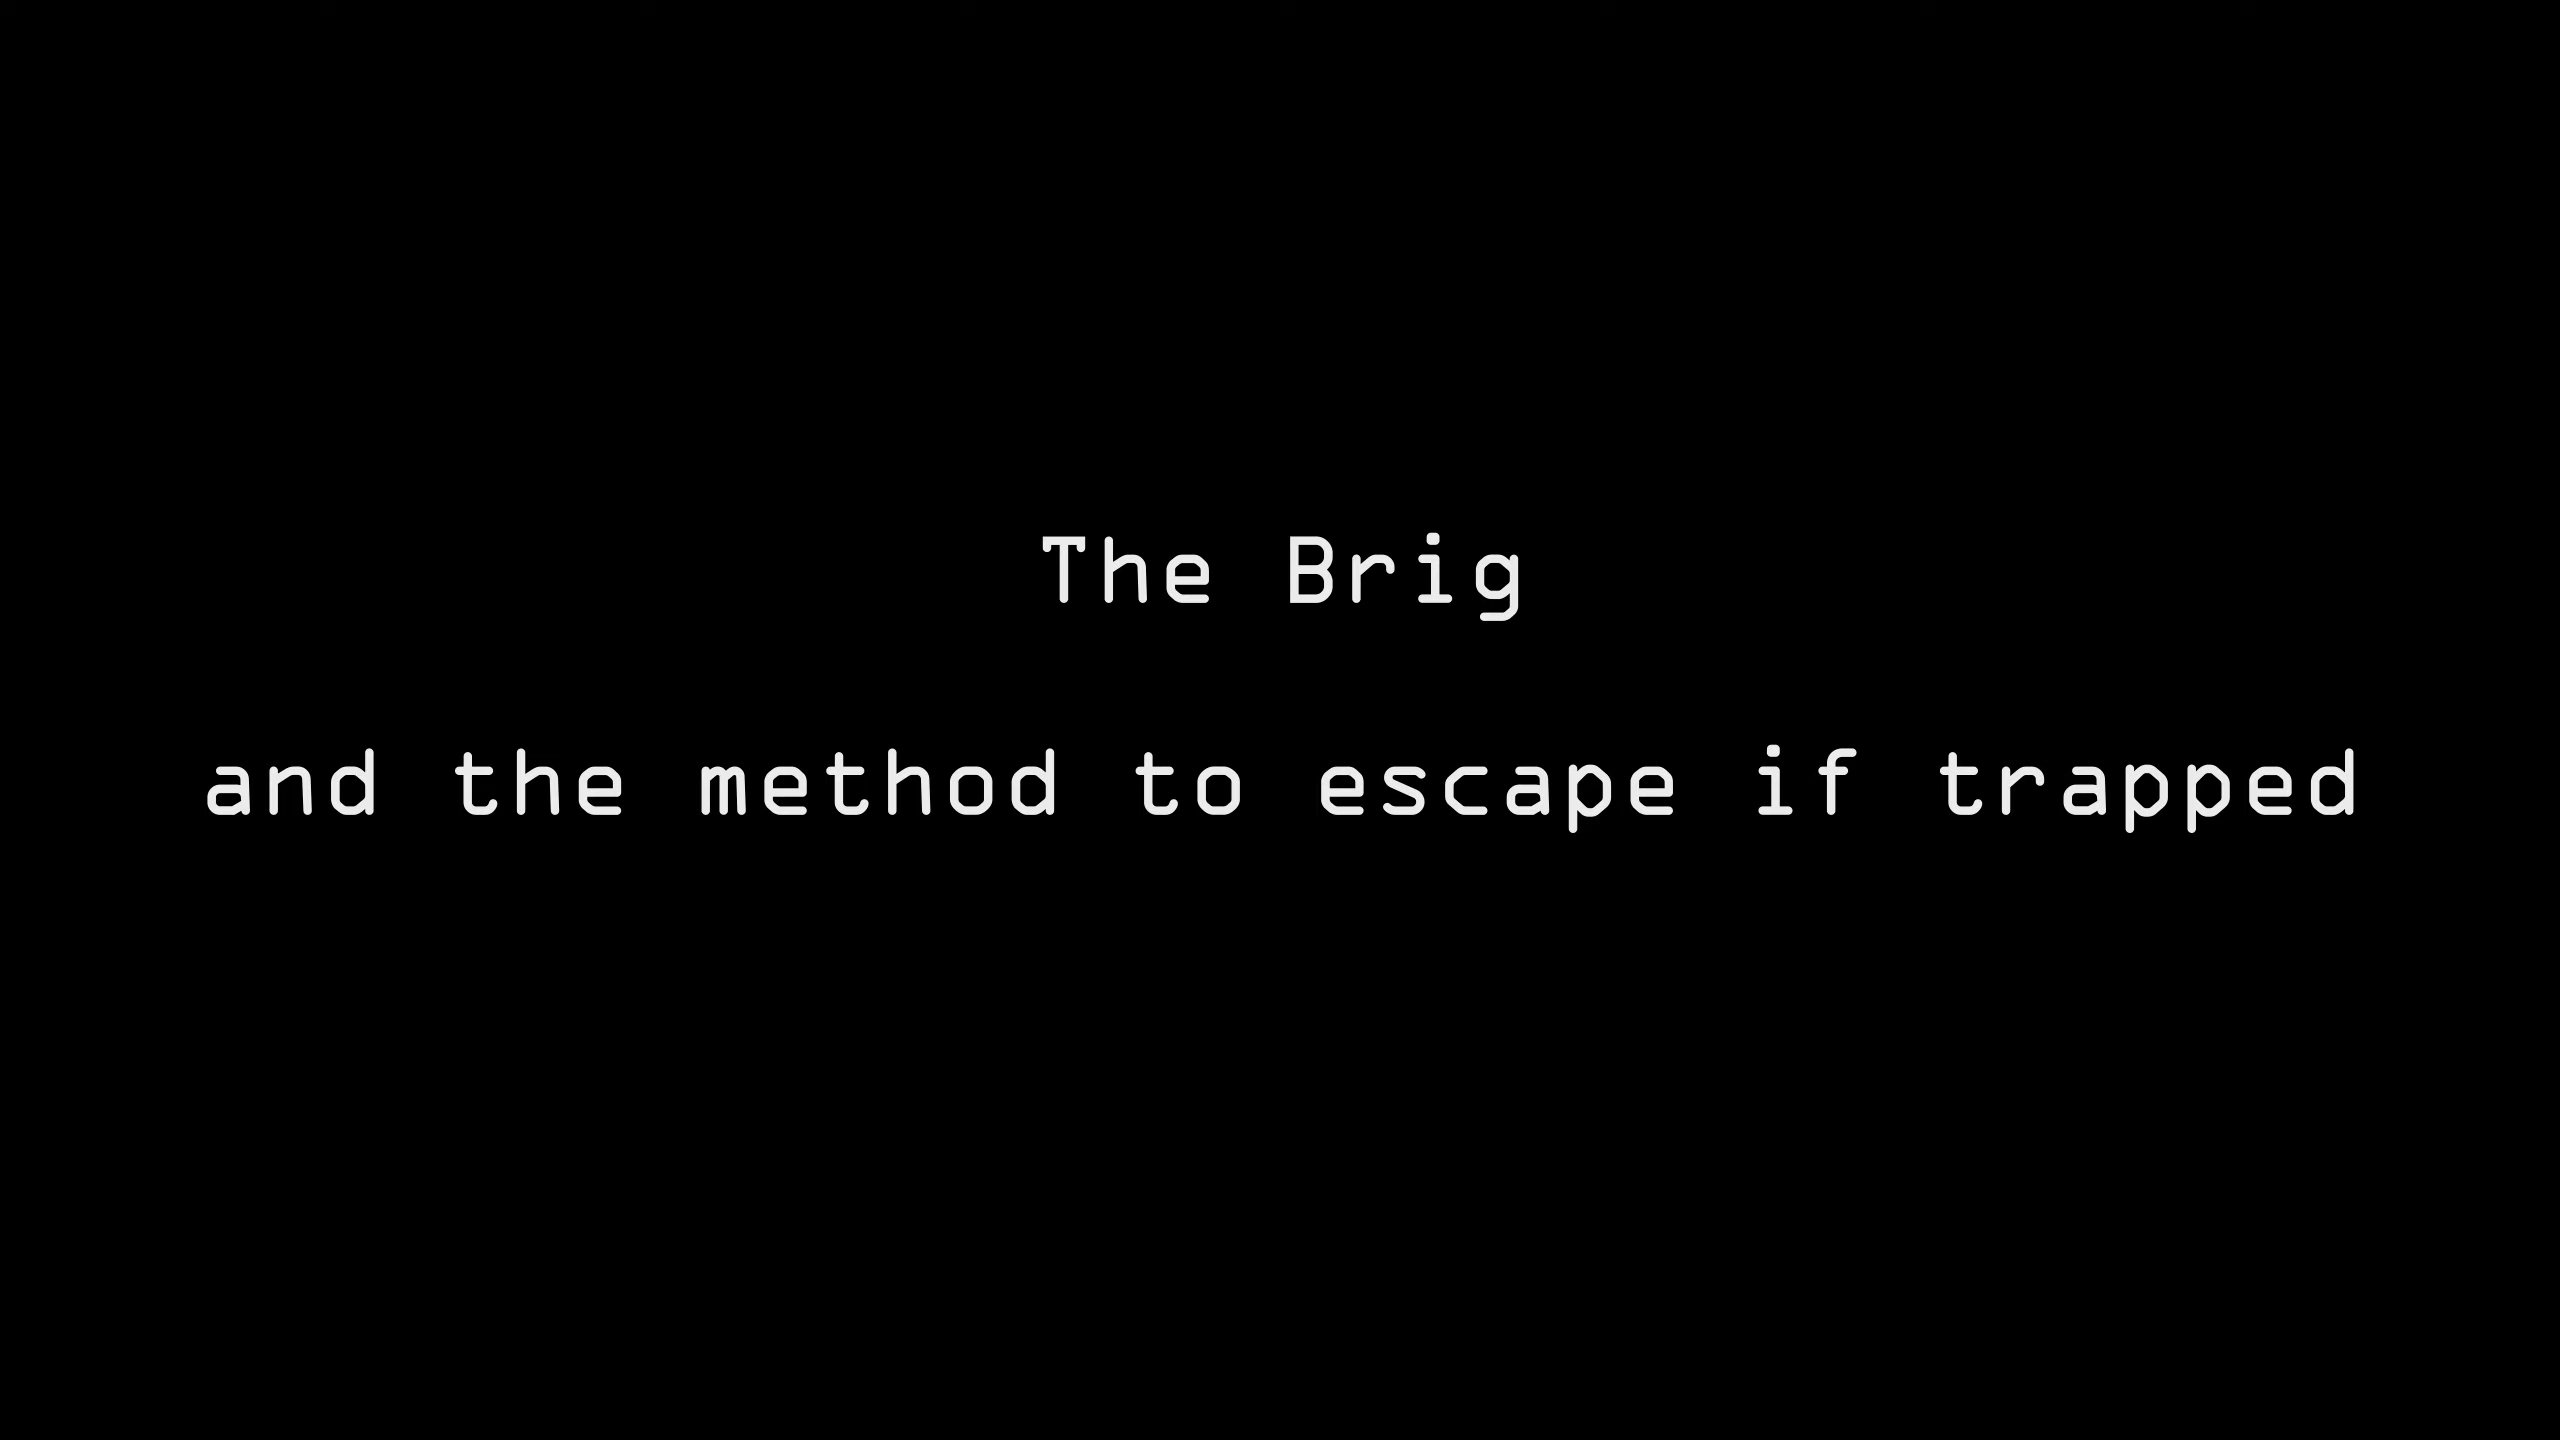 The Brig
and the method to escape if trapped